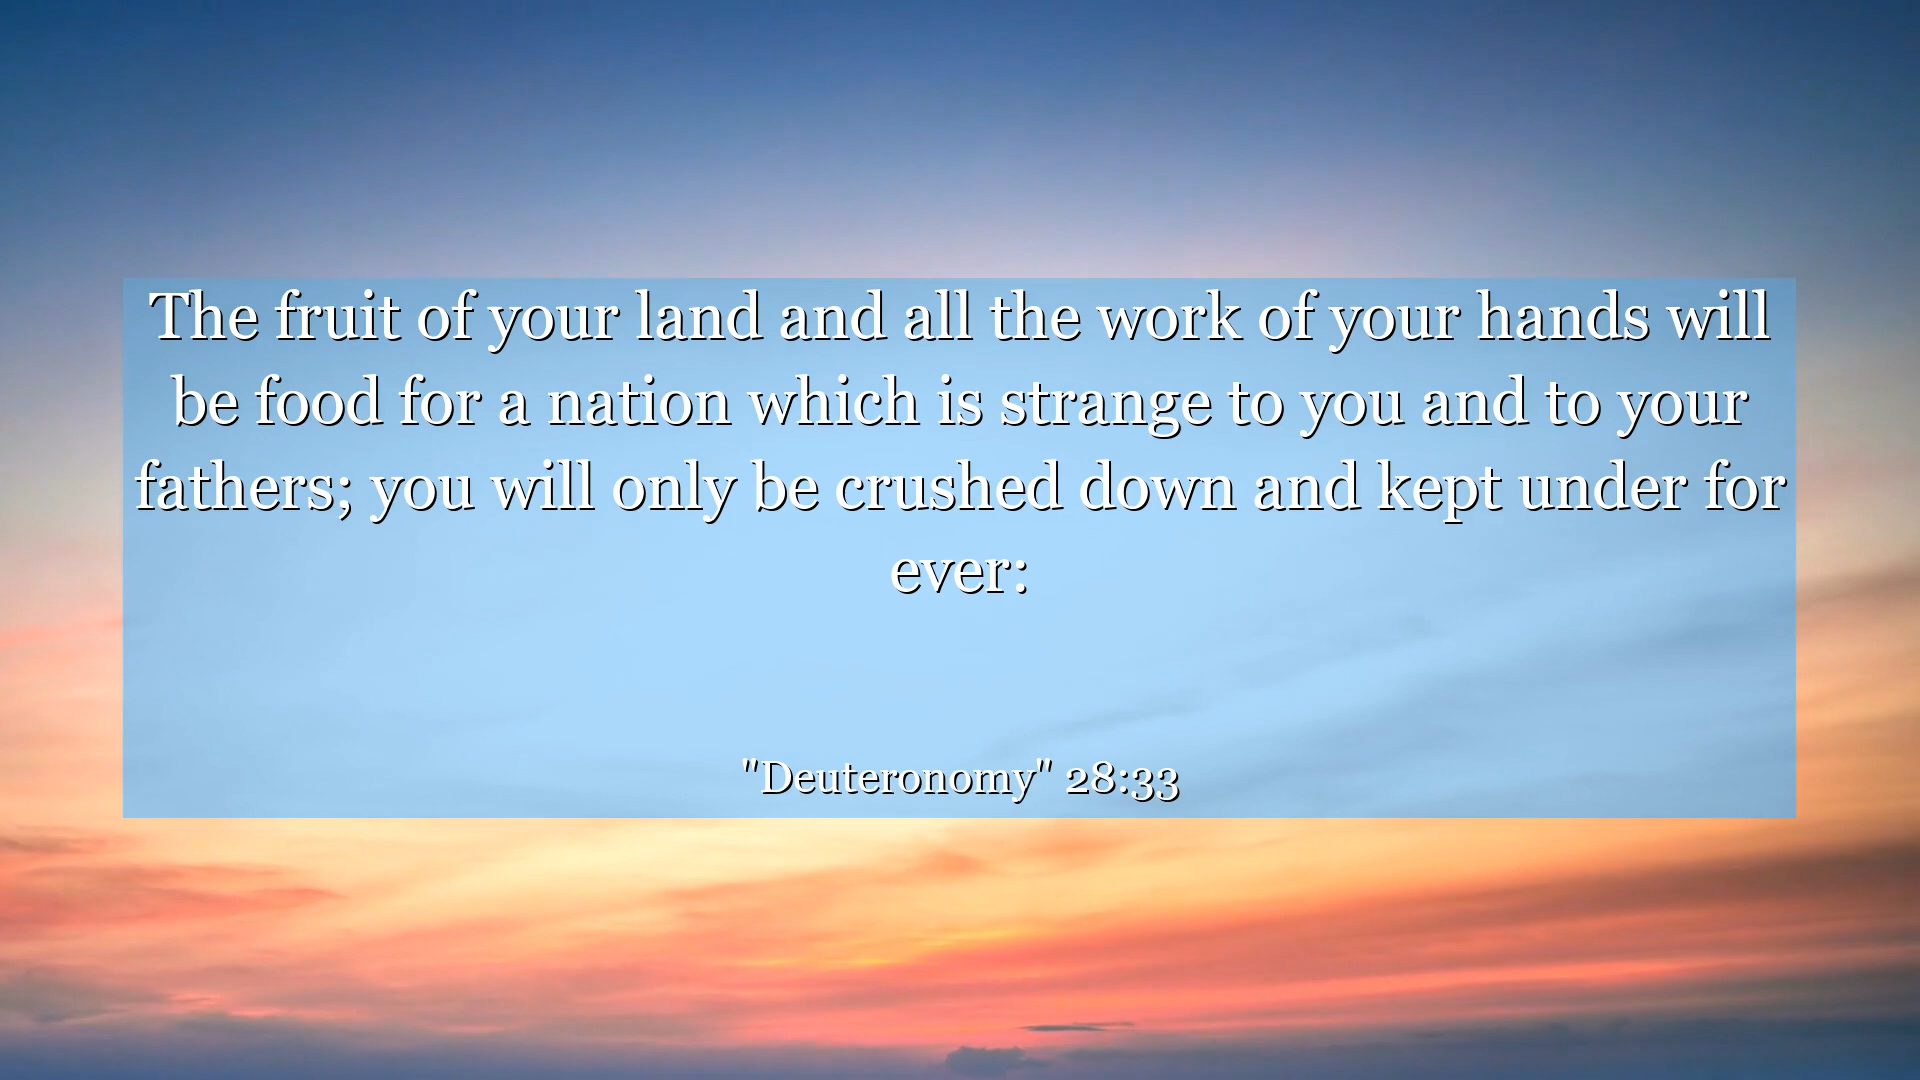 The fruit of your land and all the work of your hands will
be food for a nation which is strange to you and to your
fathers; you will only be crushed down and kept under for
ever:
"Deuteronomy" 28:33